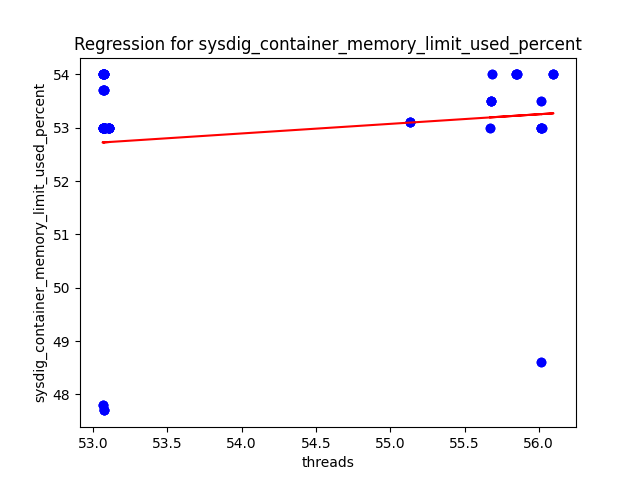 Regression for sysdig_container_memory_limit_used_percent
sysdig_container_memory_limit_used_percent
54
53
52
51
50
49
48
53.0 53.5 54.0 54.5 55.0 55.5 56.0
threads